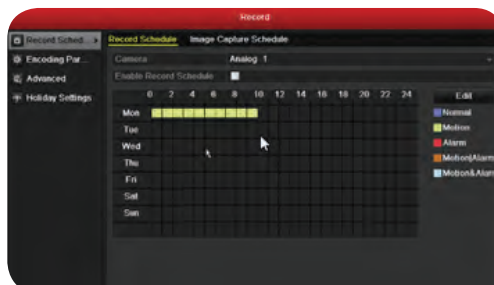 Record
Record Sched... >
Record Schedule Image Capture Schedule
Encoding Par...
Advanced
Holiday Settings
Camera Analog 1
Enable Record Schedule
0 2 4 6 8 10 12 14 16 18 20 22 24
Edit
Mon
Tue
Wed
Thu
Fri
Sat
Sun
Normal
Motion
Alarm
Motion|Alarm
Motion&Alarm